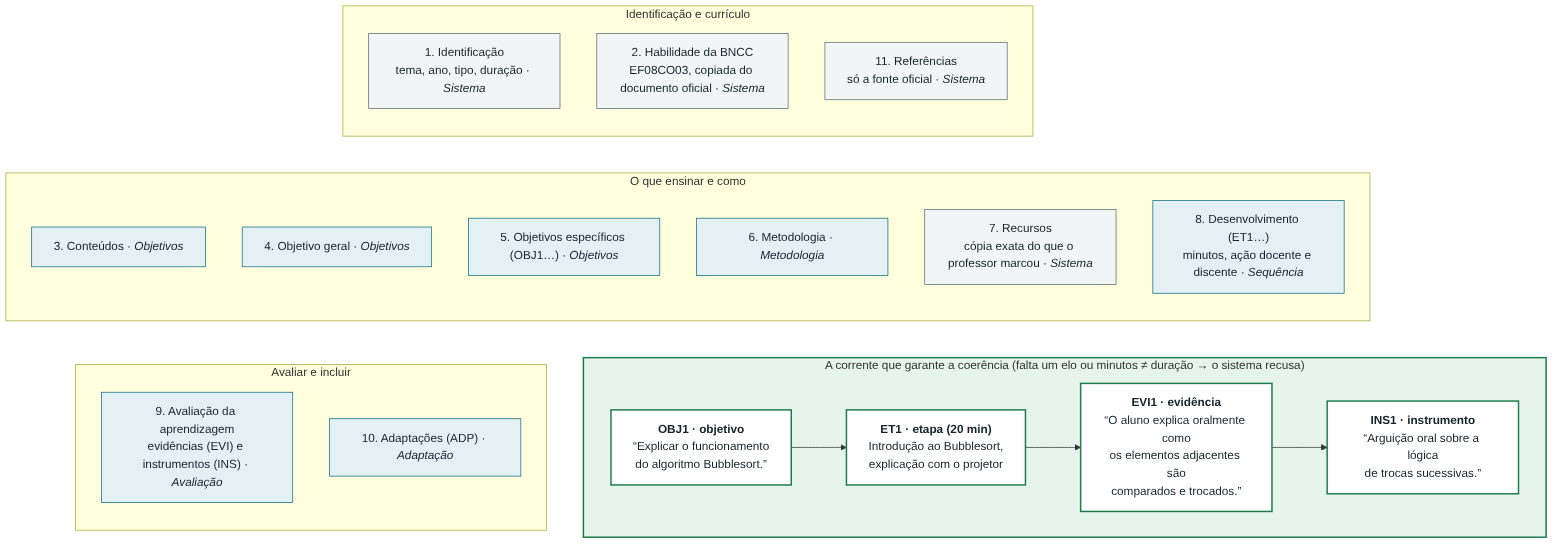 Identificação e currículo
1. Identificação
tema, ano, tipo, duração ·
Sistema
2. Habilidade da BNCC
EF08CO03, copiada do
documento oficial · Sistema
11. Referências
só a fonte oficial · Sistema
O que ensinar e como
3. Conteúdos · Objetivos
4. Objetivo geral · Objetivos
5. Objetivos específicos
(OBJ1…) · Objetivos
6. Metodologia ·
Metodologia
7. Recursos
cópia exata do que o
professor marcou · Sistema
8. Desenvolvimento
(ET1…)
minutos, ação docente e
discente · Sequência
Avaliar e incluir
9. Avaliação da
aprendizagem
evidências (EVI) e
instrumentos (INS) ·
Avaliação
10. Adaptações (ADP) ·
Adaptação
A corrente que garante a coerência (falta um elo ou minutos ≠ duração → o sistema recusa)
OBJ1 · objetivo
“Explicar o funcionamento
do algoritmo Bubblesort.”
ET1 · etapa (20 min)
Introdução ao Bubblesort,
explicação com o projetor
EVI1 · evidência
“O aluno explica oralmente
como
os elementos adjacentes
são
comparados e trocados.”
INS1 · instrumento
“Arguição oral sobre a
lógica
de trocas sucessivas.”